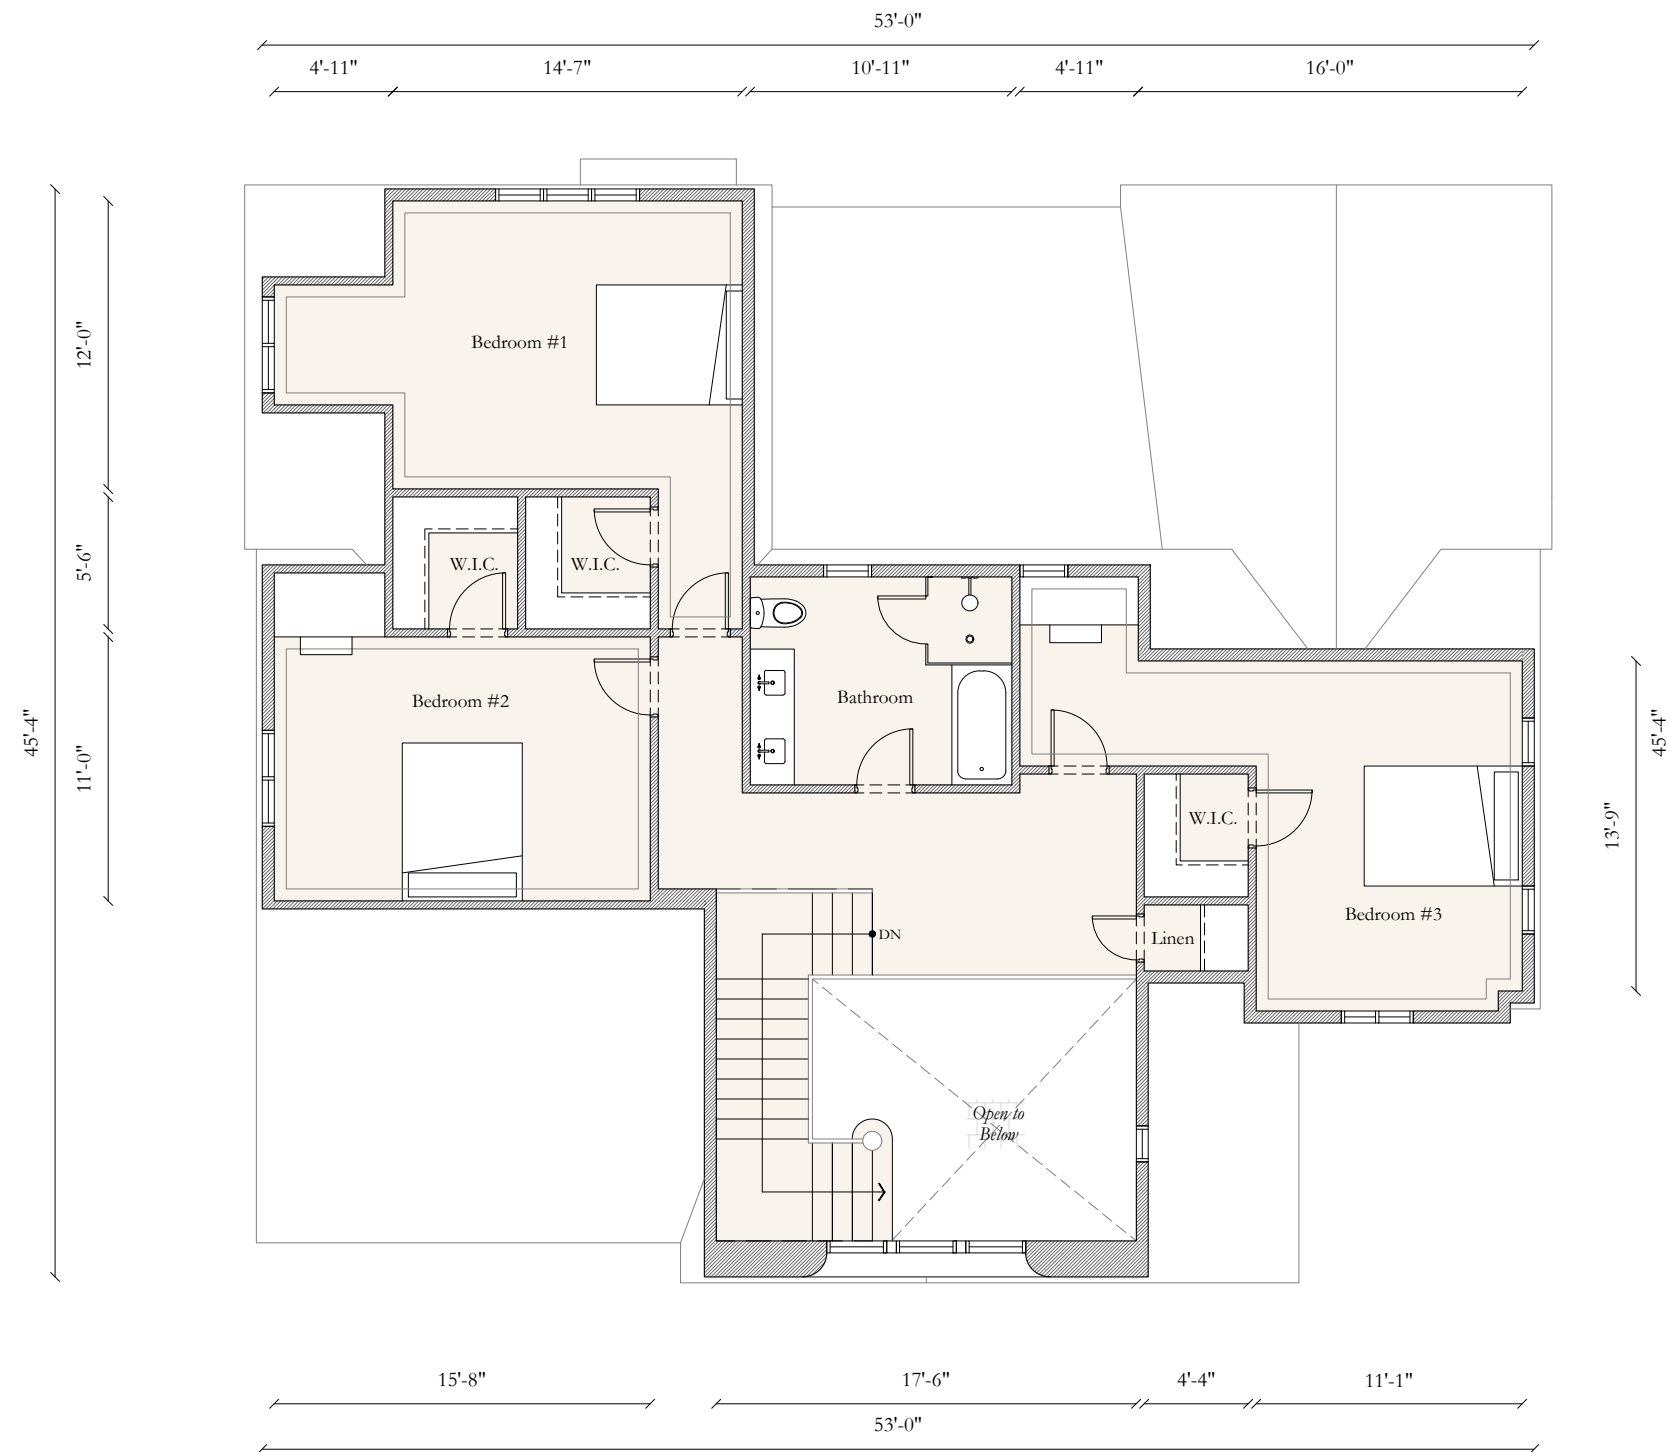 53'-0"
4'-11"
14'-7"
10'-11"
4'-11"
16'-0"
Bedroom #1
12'-0"
5'-6"
W.I.C.
W.I.C.
Bedroom #2
Bathroom
45'-4"
11'-0"
45'-4"
13'-9"
W.I.C.
Bedroom #3
DN
Linen
Open to
Below
15'-8"
17'-6"
4'-4"
11'-1"
53'-0"